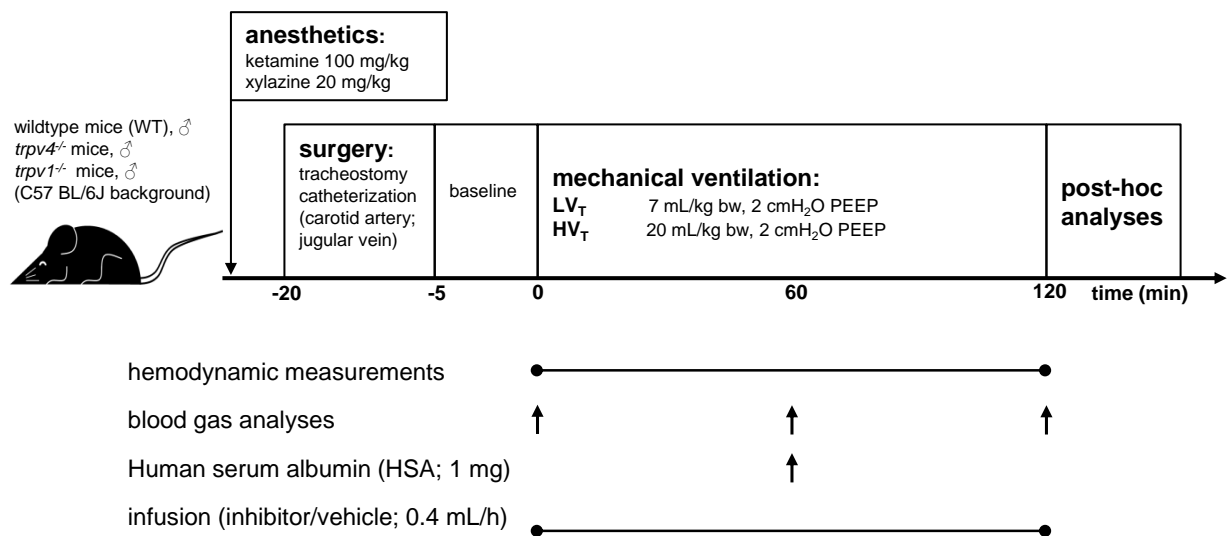 anesthetics:
ketamine 100 mg/kg
xylazine 20 mg/kg
wildtype mice (WT), ♂
trpv4-/- mice, ♂
trpv1-/- mice, ♂
(C57 BL/6J background)
surgery:
tracheostomy
catheterization
(carotid artery;
jugular vein)
baseline
mechanical ventilation:
LVT 7 mL/kg bw, 2 cmH2O PEEP
HVT 20 mL/kg bw, 2 cmH2O PEEP
post-hoc
analyses
-20 -5 0 60 120 time (min)
hemodynamic measurements
blood gas analyses
Human serum albumin (HSA; 1 mg)
infusion (inhibitor/vehicle; 0.4 mL/h)